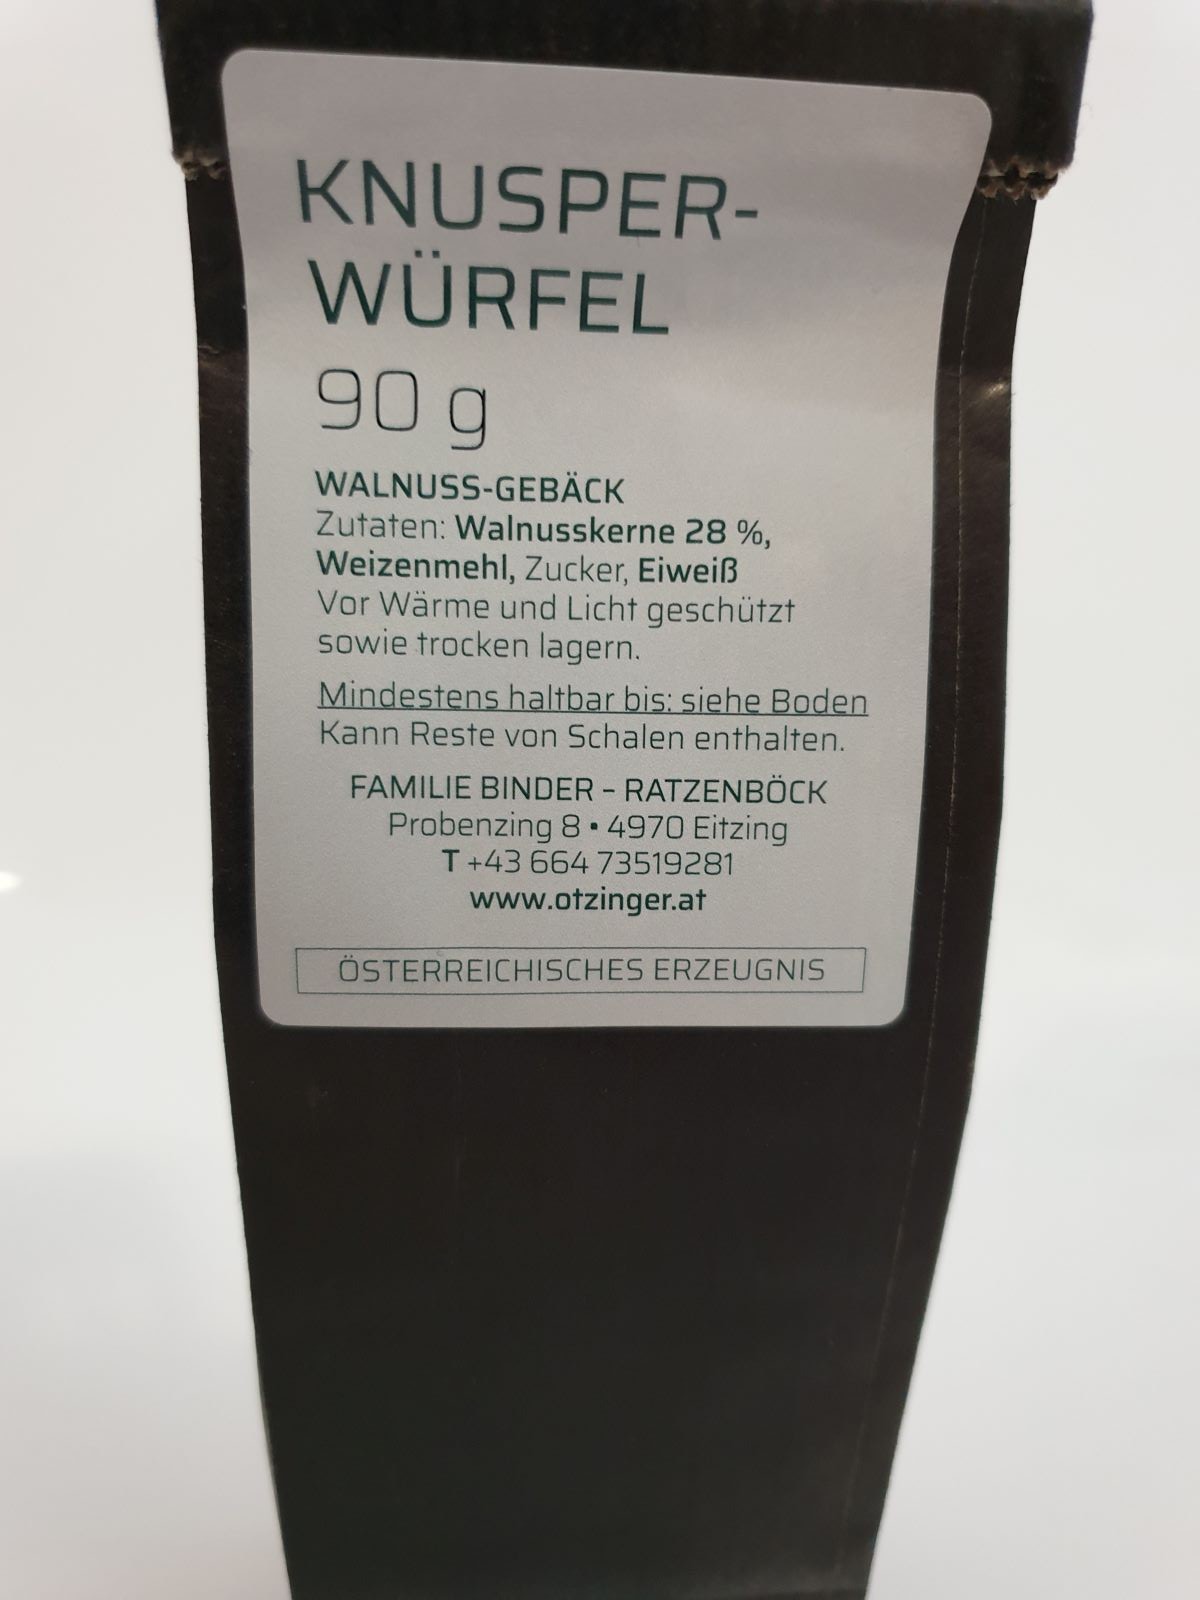 KNUSPER-
WÜRFEL
90 g
WALNUSS-GEBÄCK
Zutaten: Walnusskerne 28 %,
Weizenmehl, Zucker, Eiweiß
Vor Wärme und Licht geschützt
sowie trocken lagern.
Mindestens haltbar bis: siehe Boden
Kann Reste von Schalen enthalten.
FAMILIE BINDER – RATZENBÖCK
Probenzing 8 • 4970 Eitzing
T +43 664 73519281
www.otzinger.at
ÖSTERREICHISCHES ERZEUGNIS